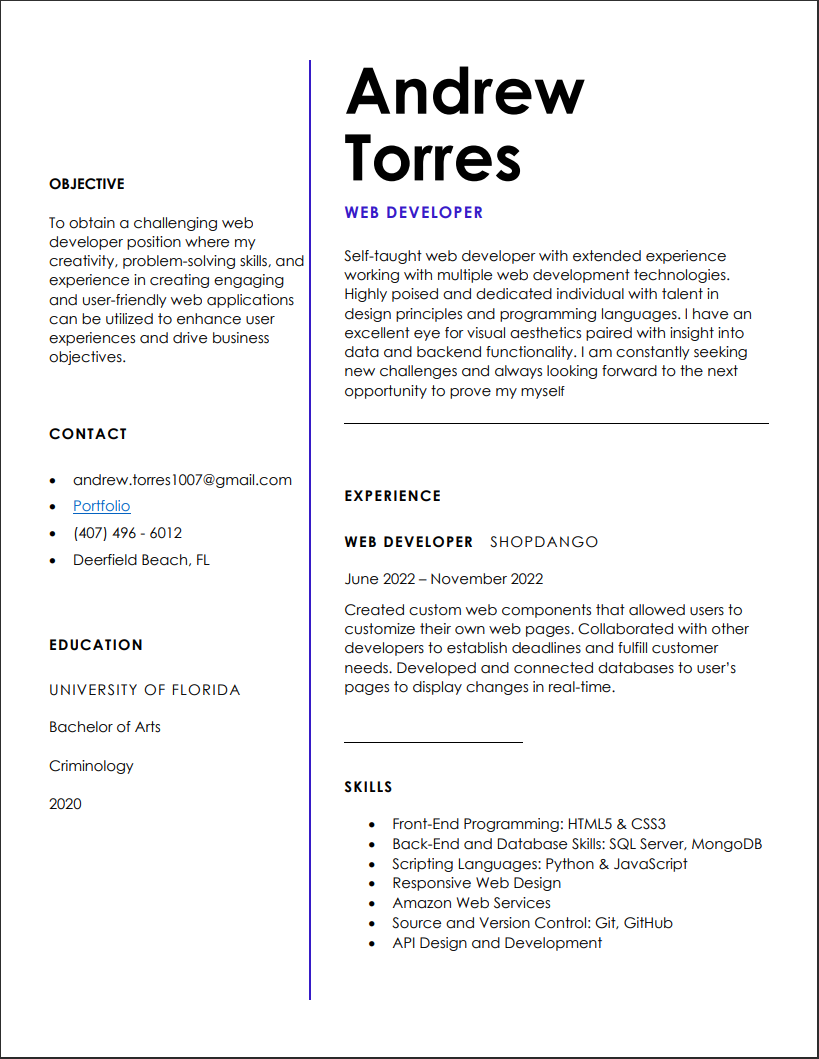 Andrew
Torres
WEB DEVELOPER
OBJECTIVE
To obtain a challenging web
developer position where my
creativity, problem-solving skills, and
experience in creating engaging
and user-friendly web applications
can be utilized to enhance user
experiences and drive business
objectives.
CONTACT
• andrew.torres1007@gmail.com
• Portfolio
• (407) 496 - 6012
• Deerfield Beach, FL
EDUCATION
UNIVERSITY OF FLORIDA
Bachelor of Arts
Criminology
2020
Self-taught web developer with extended experience
working with multiple web development technologies.
Highly poised and dedicated individual with talent in
design principles and programming languages. I have an
excellent eye for visual aesthetics paired with insight into
data and backend functionality. I am constantly seeking
new challenges and always looking forward to the next
opportunity to prove my myself
EXPERIENCE
WEB DEVELOPER SHOPDANGO
June 2022 – November 2022
Created custom web components that allowed users to
customize their own web pages. Collaborated with other
developers to establish deadlines and fulfill customer
needs. Developed and connected databases to user’s
pages to display changes in real-time.
SKILLS
• Front-End Programming: HTML5 & CSS3
• Back-End and Database Skills: SQL Server, MongoDB
• Scripting Languages: Python & JavaScript
• Responsive Web Design
• Amazon Web Services
• Source and Version Control: Git, GitHub
• API Design and Development